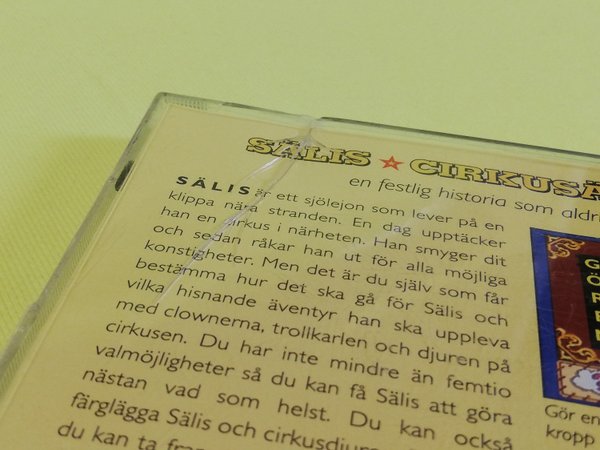 SÄLIS ★ CIRKUSÄ
en festlig historia som aldri
SÄLIS är ett sjölejon som lever på en
klippa nära stranden. En dag upptäcker
han en cirkus i närheten. Han smyger dit
och sedan råkar han ut för alla möjliga
konstigheter. Men det är du själv som får
bestämma hur det ska gå för Sälis och
vilka hisnande äventyr han ska uppleva
med clownerna, trollkarlen och djuren på
cirkusen. Du har inte mindre än femtio
valmöjligheter så du kan få Sälis att göra
nästan vad som helst. Du kan också
färglägga Sälis och cirkusdjuren
du kan ta
G
Ö
R
E
Gör en
kropp